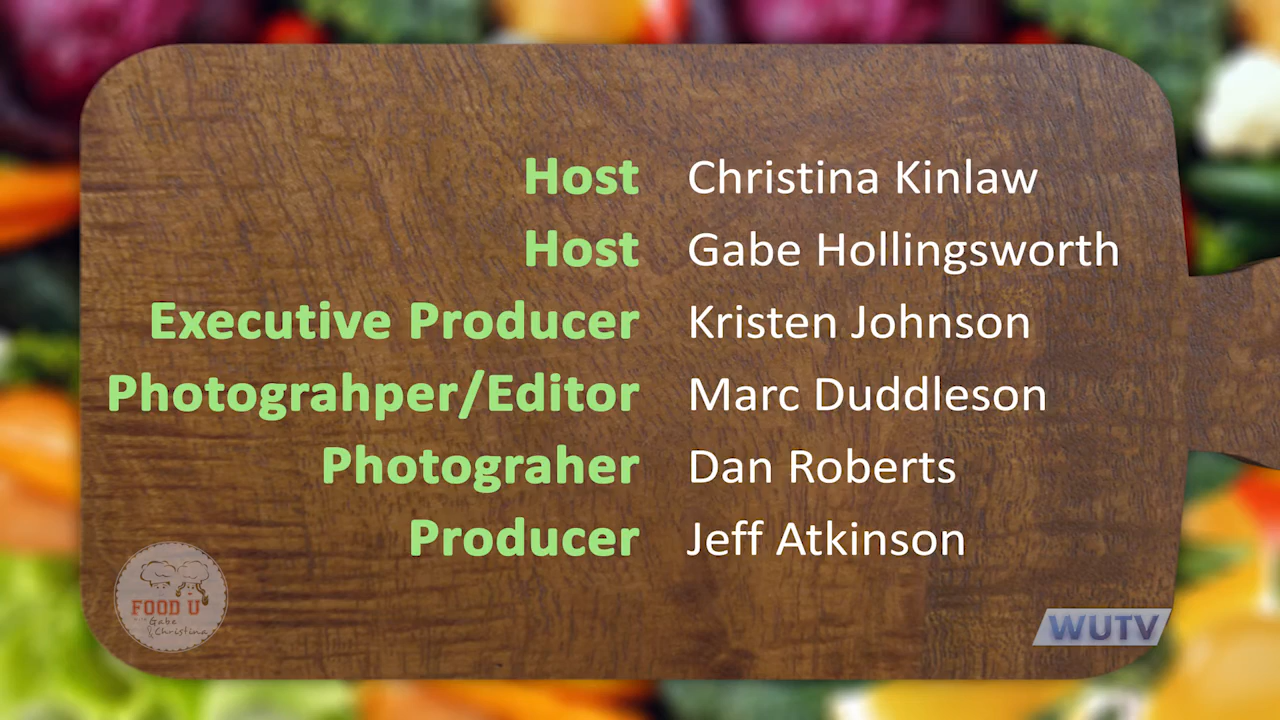 Host Christina Kinlaw
Host Gabe Hollingsworth
Executive Producer Kristen Johnson
Photograhper/Editor Marc Duddleson
Photograher Dan Roberts
Producer Jeff Atkinson
FOOD U
Gabe
& Christina
WUTV